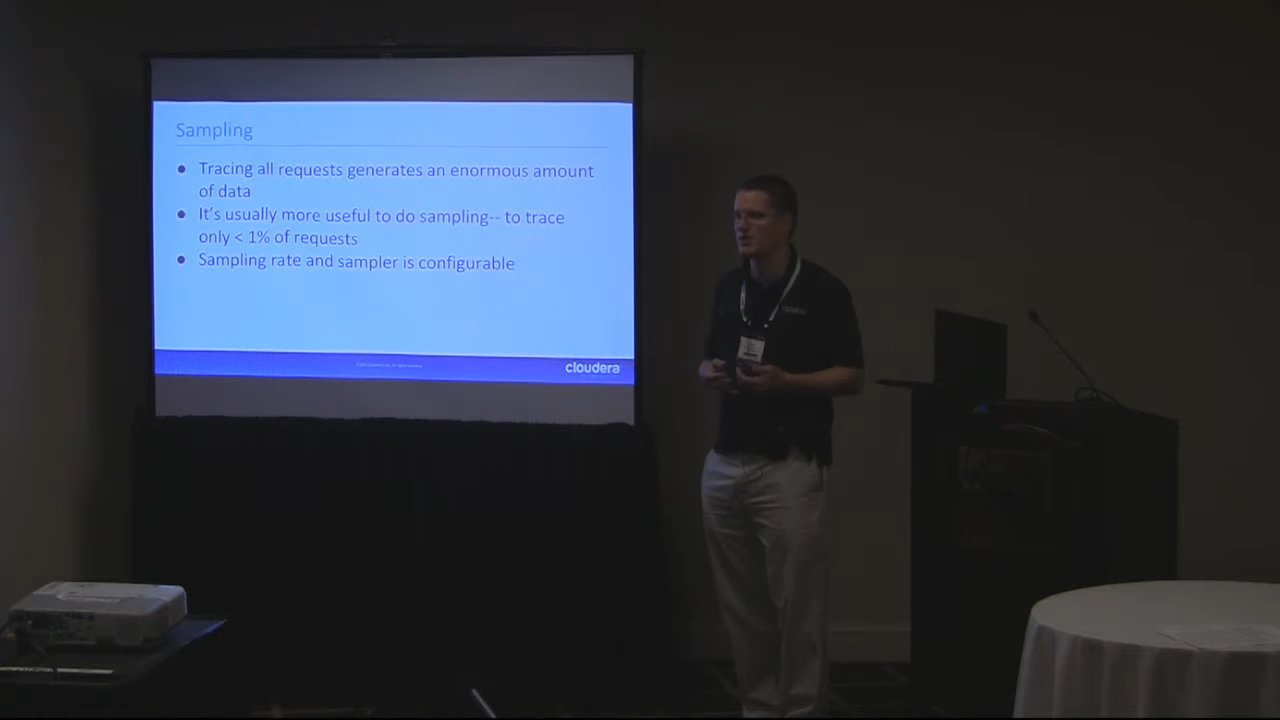 Sampling
● Tracing all requests generates an enormous amount
of data
● It's usually more useful to do sampling-- to trace
only < 1% of requests
● Sampling rate and sampler is configurable
cloudera